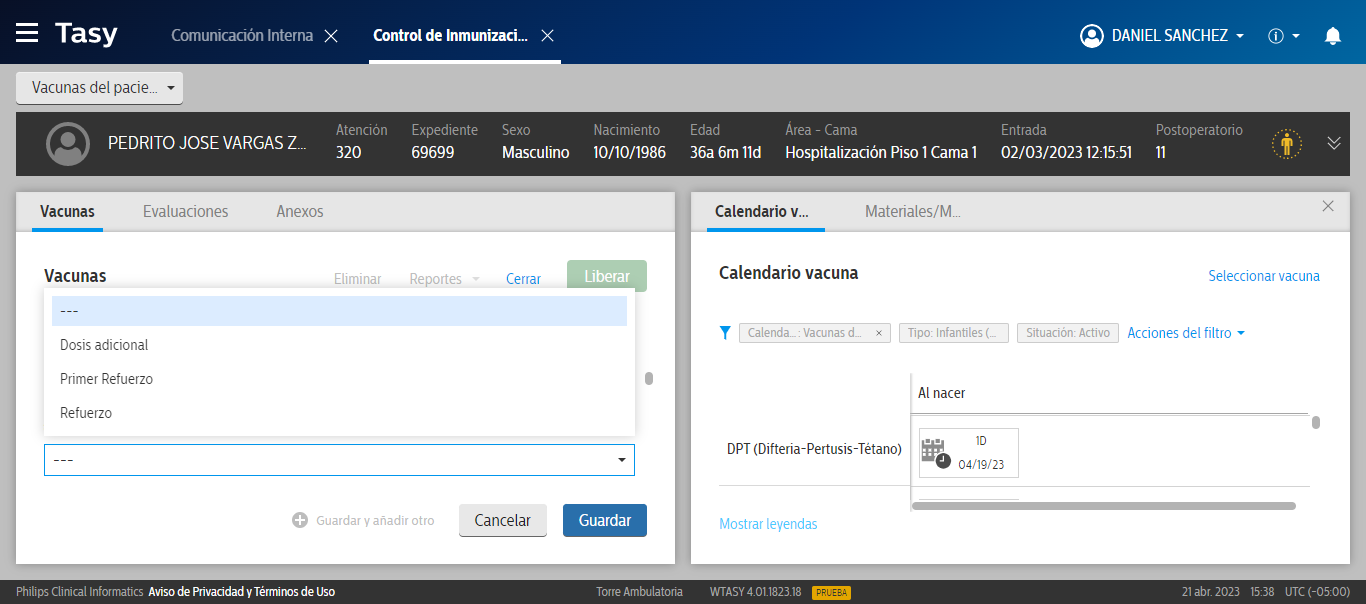 Tasy
Comunicación Interna
Control de Inmunizaci...
DANIEL SANCHEZ
Vacunas del pacie...
PEDRITO JOSE VARGAS Z...
Atención
320
Expediente
69699
Sexo
Masculino
Nacimiento
10/10/1986
Edad
36a 6m 11d
Área - Cama
Hospitalización Piso 1 Cama 1
Entrada
02/03/2023 12:15:51
Postoperatorio
11
Vacunas Evaluaciones Anexos
Vacunas
Eliminar Reportes Cerrar Liberar
---
Dosis adicional
Primer Refuerzo
Refuerzo
---
Guardar y añadir otro Cancelar Guardar
Calendario v... Materiales/M...
Calendario vacuna
Seleccionar vacuna
Calenda... : Vacunas d... × Tipo: Infantiles (... Situación: Activo Acciones del filtro
Al nacer
DPT (Difteria-Pertusis-Tétano)
1D
04/19/23
Mostrar leyendas
Philips Clinical Informatics Aviso de Privacidad y Términos de Uso Torre Ambulatoria WTASY 4.01.1823.18 PRUEBA 21 abr. 2023 15:38 UTC (-05:00)